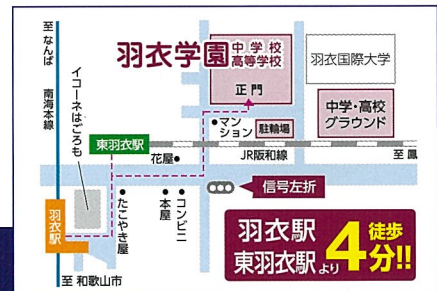 至 なんば
南海本線
イコーネはごろも
羽衣学園 中学校 高等学校
正門
羽衣国際大学
中学・高校
グラウンド
マン
ション
駐輪場
東羽衣駅
花屋
JR阪和線
至 鳳
信号左折
たこやき屋
本屋
コンビニ
羽衣駅
至 和歌山市
羽衣駅
東羽衣駅より
徒歩
4分!!